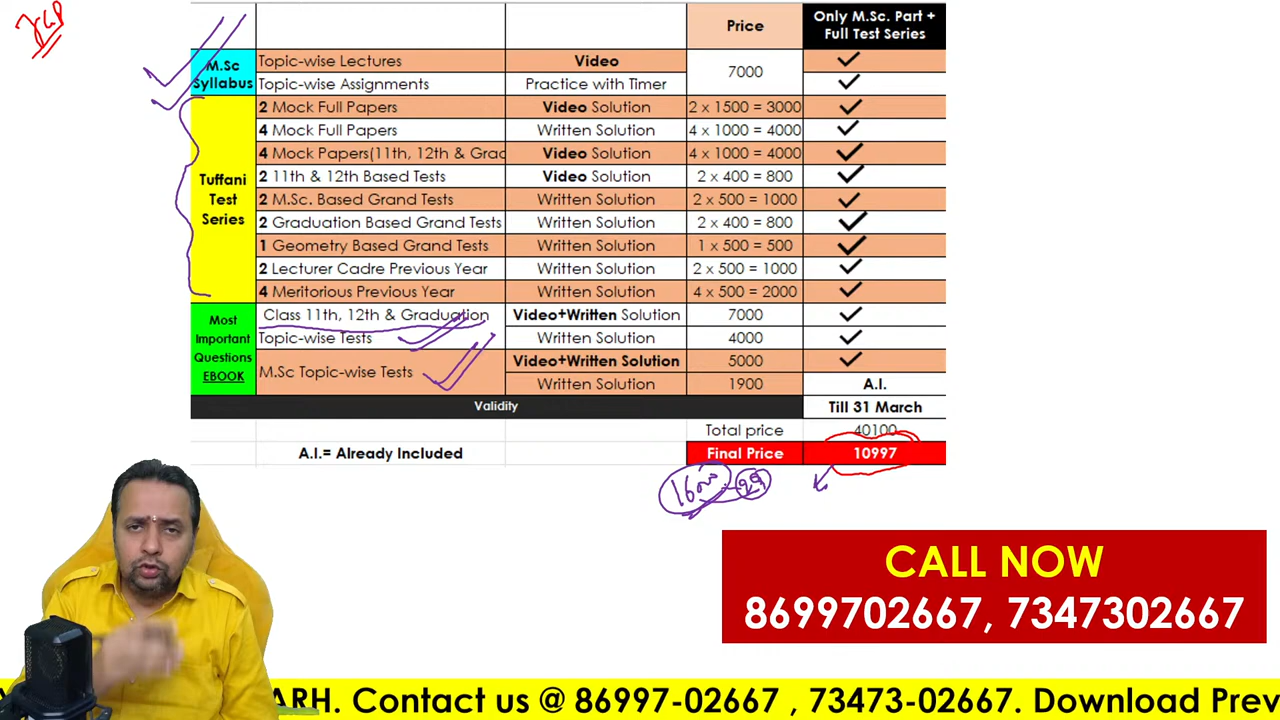 Price
Only M.Sc. Part +
Full Test Series
M.Sc
Syllabus
Topic-wise Lectures
Video
7000
Topic-wise Assignments
Practice with Timer
Tuffani
Test
Series
2 Mock Full Papers
Video Solution
2 x 1500 = 3000
4 Mock Full Papers
Written Solution
4 x 1000 = 4000
4 Mock Papers(11th, 12th & Grad
Video Solution
4 x 1000 = 4000
2 11th & 12th Based Tests
Video Solution
2 x 400 = 800
2 M.Sc. Based Grand Tests
Written Solution
2 x 500 = 1000
2 Graduation Based Grand Tests
Written Solution
2 x 400 = 800
1 Geometry Based Grand Tests
Written Solution
1 x 500 = 500
2 Lecturer Cadre Previous Year
Written Solution
2 x 500 = 1000
4 Meritorious Previous Year
Written Solution
4 x 500 = 2000
Most
Important
Questions
EBOOK
Class 11th, 12th & Graduation
Video+Written Solution
7000
Topic-wise Tests
Written Solution
4000
M.Sc Topic-wise Tests
Video+Written Solution
5000
Written Solution
1900
A.I.
Validity
Till 31 March
Total price
40100
A.I.= Already Included
Final Price
10997
CALL NOW
8699702667, 7347302667
ARH. Contact us @ 86997-02667 , 73473-02667. Download Prev